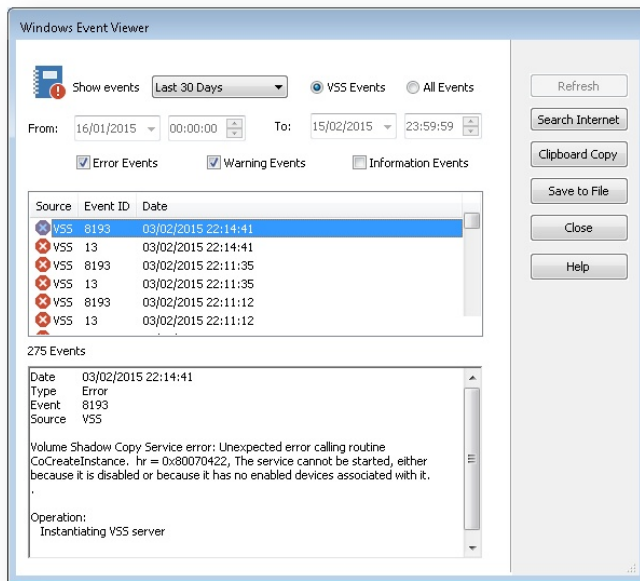 Windows Event Viewer
Show events Last 30 Days VSS Events All Events
From: 16/01/2015 00:00:00 To: 15/02/2015 23:59:59
Error Events Warning Events Information Events
Source Event ID Date
VSS 8193 03/02/2015 22:14:41
VSS 13 03/02/2015 22:14:41
VSS 8193 03/02/2015 22:11:35
VSS 13 03/02/2015 22:11:35
VSS 8193 03/02/2015 22:11:12
VSS 13 03/02/2015 22:11:12
275 Events
Date 03/02/2015 22:14:41
Type Error
Event 8193
Source VSS
Volume Shadow Copy Service error: Unexpected error calling routine
CoCreateInstance. hr = 0x80070422, The service cannot be started, either
because it is disabled or because it has no enabled devices associated with it.
.
Operation:
Instantiating VSS server
Refresh
Search Internet
Clipboard Copy
Save to File
Close
Help